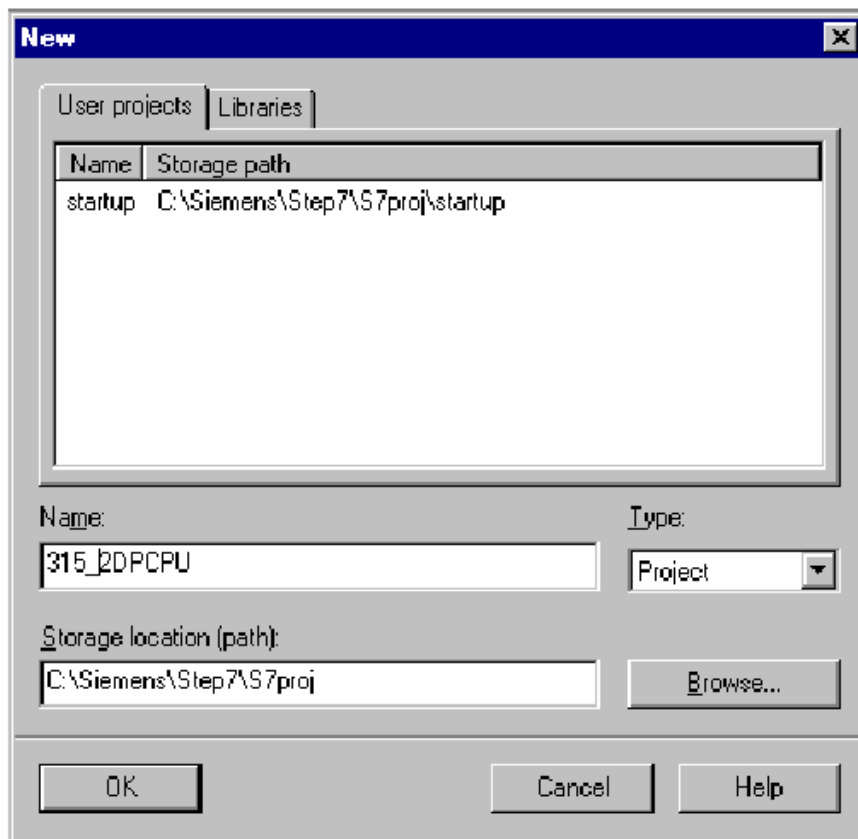 New
User projects Libraries
Name Storage path
startup C:\Siemens\Step7\S7proj\startup
Name: Type:
315_2DPCPU Project
Storage location (path):
C:\Siemens\Step7\S7proj Browse...
OK Cancel Help